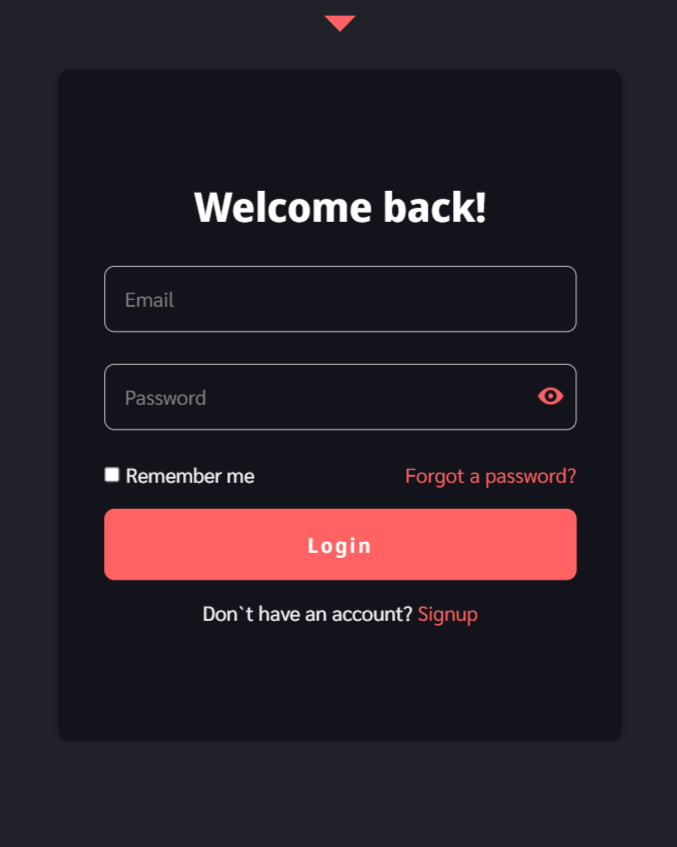 Welcome back!
Email
Password
Remember me Forgot a password?
Login
Don`t have an account? Signup